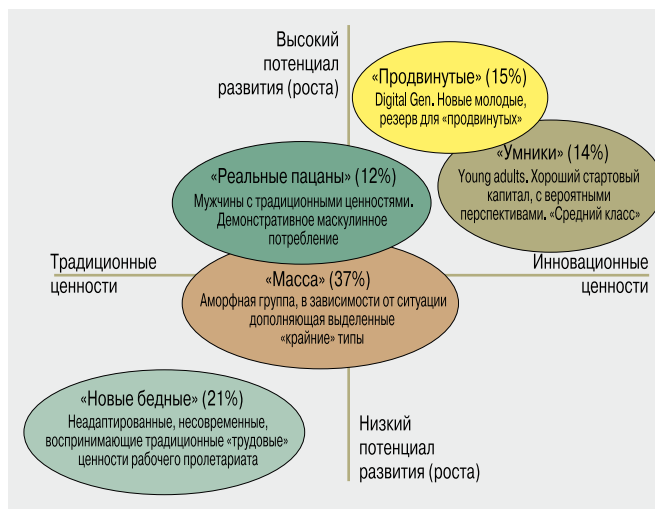 Высокий
потенциал
развития (роста)
«Продвинутые» (15%)
Digital Gen. Новые молодые,
резерв для «продвинутых»
«Умники» (14%)
Young adults. Хороший стартовый
капитал, с вероятными
перспективами. «Средний класс»
«Реальные пацаны» (12%)
Мужчины с традиционными ценностями.
Демонстративное маскулинное
потребление
Традиционные
ценности
Инновационные
ценности
«Масса» (37%)
Аморфная группа, в зависимости от ситуации
дополняющая выделенные
«крайние» типы
«Новые бедные» (21%)
Неадаптированные, несовременные,
воспринимающие традиционные «трудовые»
ценности рабочего пролетариата
Низкий
потенциал
развития (роста)